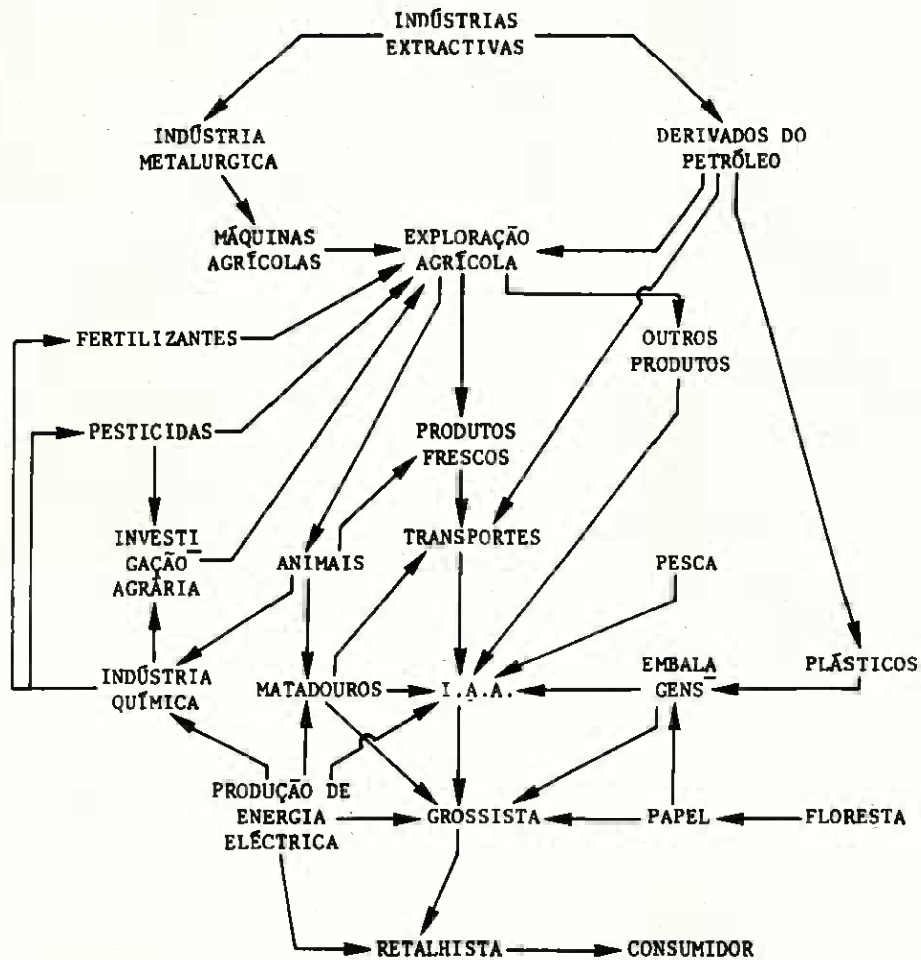 INDÚSTRIAS
EXTRACTIVAS
INDÚSTRIA
METALURGICA
DERIVADOS DO
PETRÓLEO
MÁQUINAS
AGRÍCOLAS
EXPLORAÇÃO
AGRÍCOLA
FERTILIZANTES
OUTROS
PRODUTOS
PESTICIDAS
PRODUTOS
FRESCOS
INVESTI
GAÇÃO
AGRÁRIA
ANIMAIS
TRANSPORTES
PESCA
INDÚSTRIA
QUÍMICA
MATADOUROS
I.A.A.
EMBALA
GENS
PLÁSTICOS
PRODUÇÃO DE
ENERGIA
ELÉCTRICA
GROSSISTA
PAPEL
FLORESTA
RETALHISTA
CONSUMIDOR